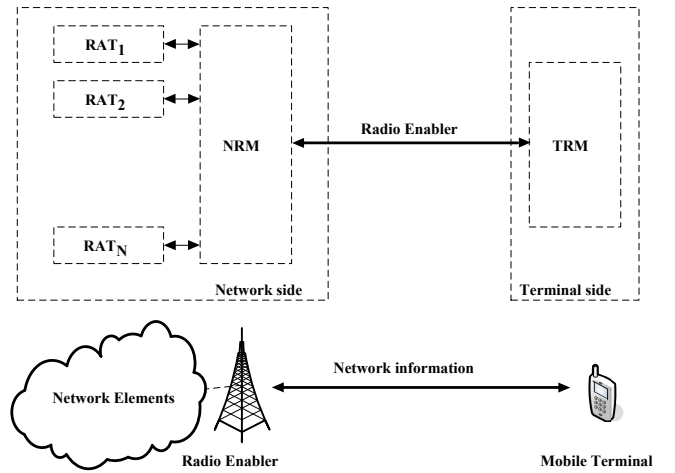 RAT1
RAT2
NRM
Radio Enabler
TRM
RATN
Network side
Terminal side
Network information
Network Elements
Radio Enabler
Mobile Terminal